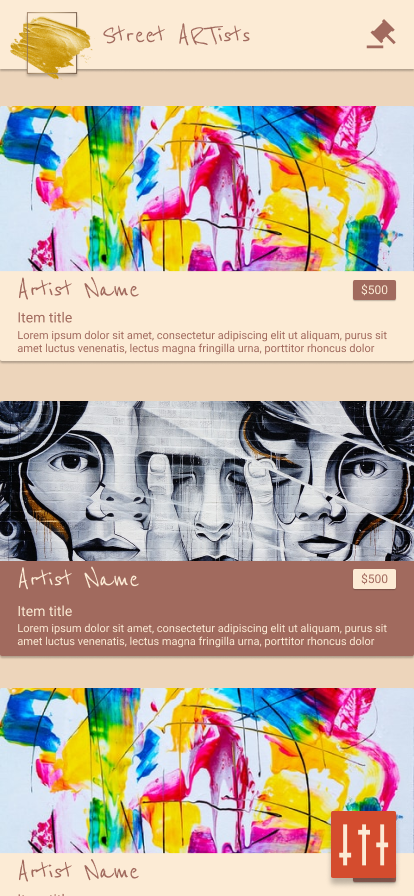 Street ARTists
Artist Name
$500
Item title
Lorem ipsum dolor sit amet, consectetur adipiscing elit ut aliquam, purus sit
amet luctus venenatis, lectus magna fringilla urna, porttitor rhoncus dolor
Artist Name
$500
Item title
Lorem ipsum dolor sit amet, consectetur adipiscing elit ut aliquam, purus sit
amet luctus venenatis, lectus magna fringilla urna, porttitor rhoncus dolor
Artist Name